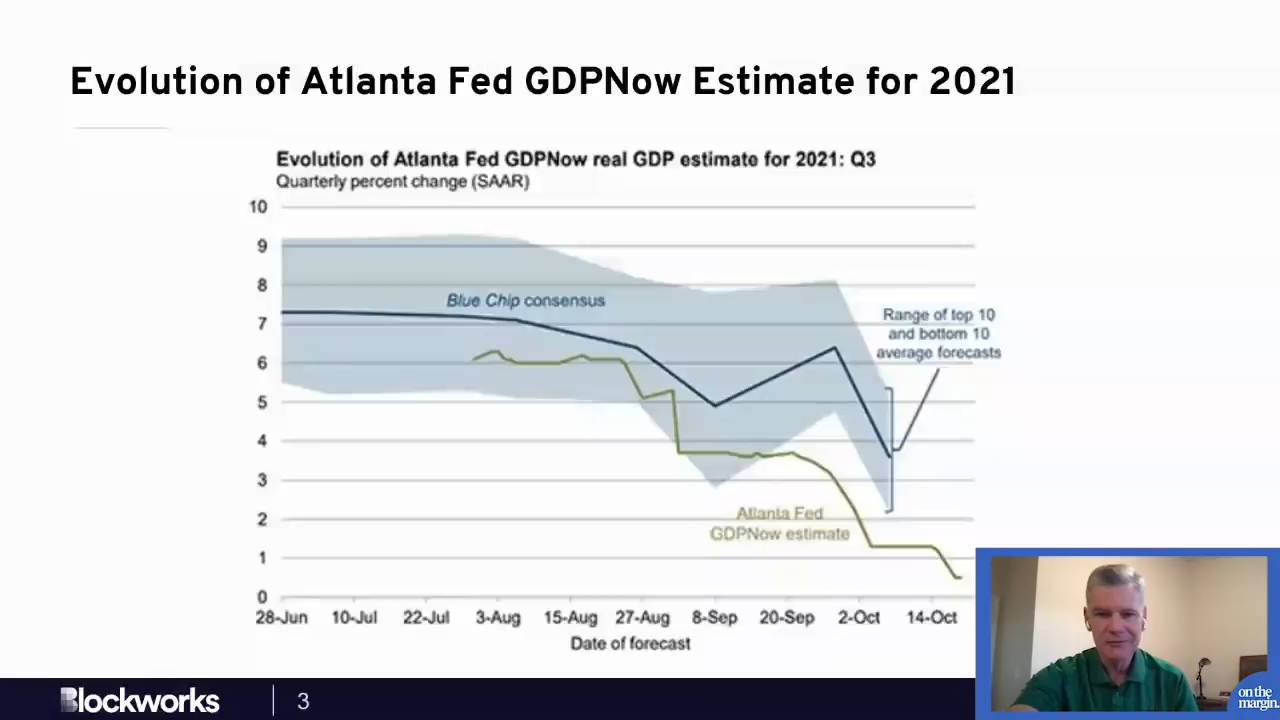 Evolution of Atlanta Fed GDPNow Estimate for 2021
Evolution of Atlanta Fed GDPNow real GDP estimate for 2021: Q3
Quarterly percent change (SAAR)
10
9
8
7
6
5
4
3
2
1
0
Blue Chip consensus
Range of top 10
and bottom 10
average forecasts
Atlanta Fed
GDPNow estimate
28-Jun 10-Jul 22-Jul 3-Aug 15-Aug 27-Aug 8-Sep 20-Sep 2-Oct 14-Oct
Date of forecast
Blockworks 3
on the
margin.